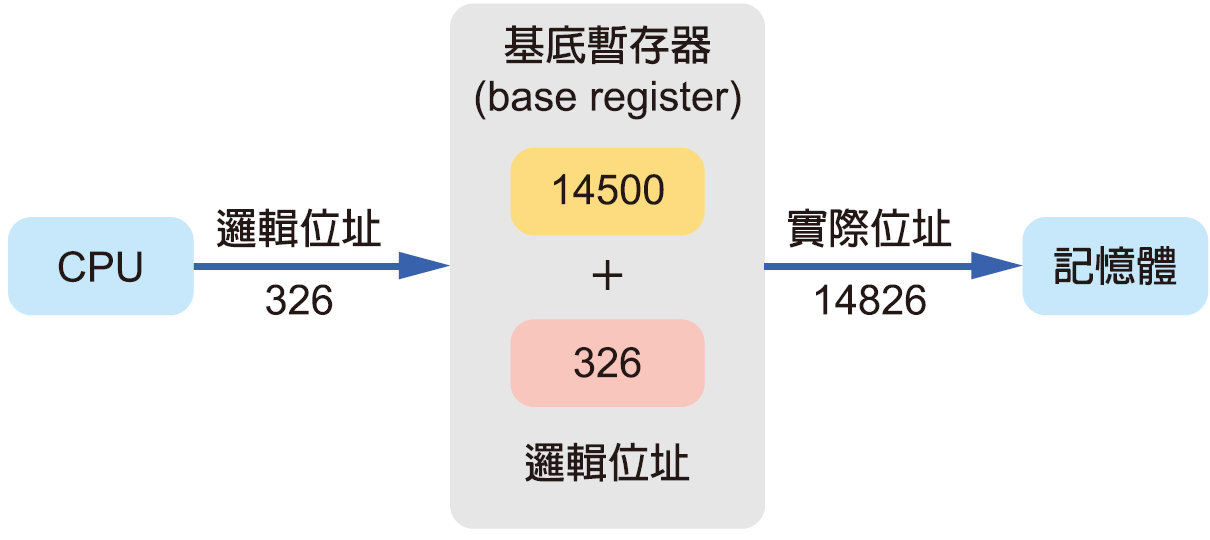 基底暫存器
(base register)
14500
CPU
邏輯位址
326
+
實際位址
14826
記憶體
326
邏輯位址